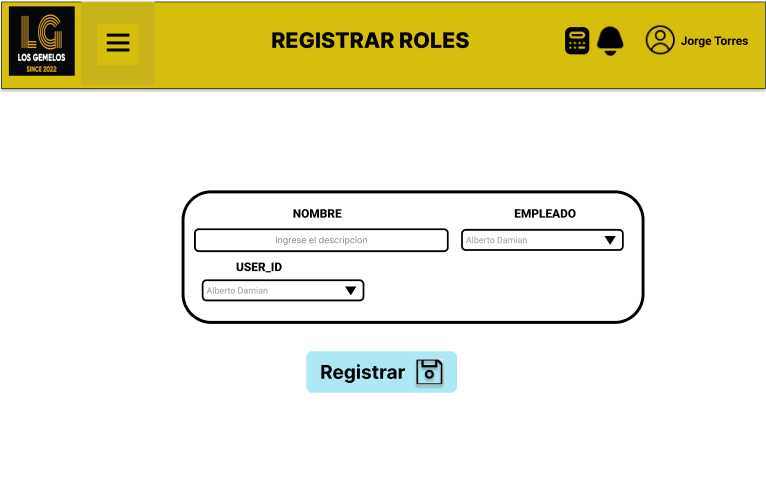 LG
LOS GEMELOS
SINCE 2022
REGISTRAR ROLES
Jorge Torres
NOMBRE
EMPLEADO
Ingrese el descripcion
Alberto Damian
USER_ID
Alberto Damian
Registrar